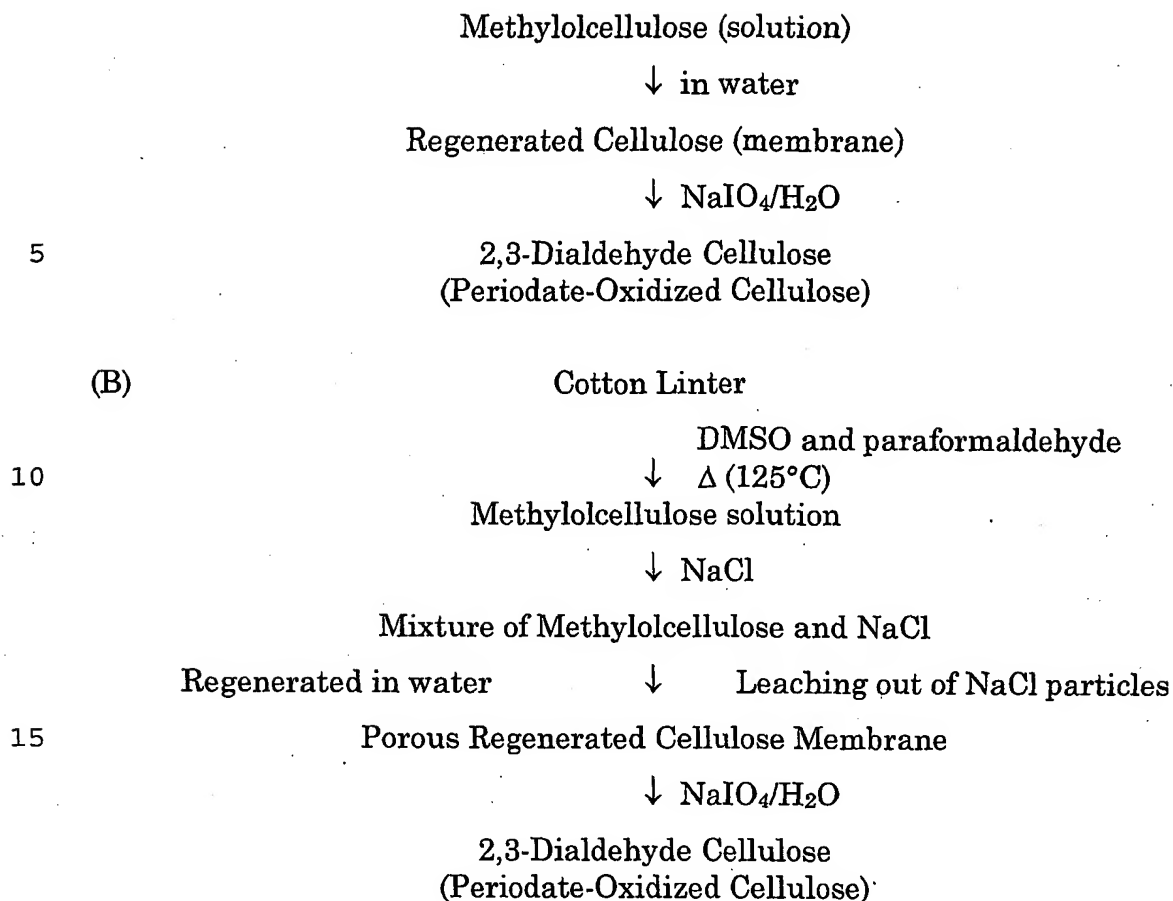 Methylolcellulose (solution)
↓ in water
Regenerated Cellulose (membrane)
↓ NaIO₄/H₂O
5 2,3-Dialdehyde Cellulose
(Periodate-Oxidized Cellulose)
(B) Cotton Linter
DMSO and paraformaldehyde
10 ↓ Δ (125°C)
Methylolcellulose solution
↓ NaCl
Mixture of Methylolcellulose and NaCl
Regenerated in water ↓ Leaching out of NaCl particles
15 Porous Regenerated Cellulose Membrane
↓ NaIO₄/H₂O
2,3-Dialdehyde Cellulose
(Periodate-Oxidized Cellulose)